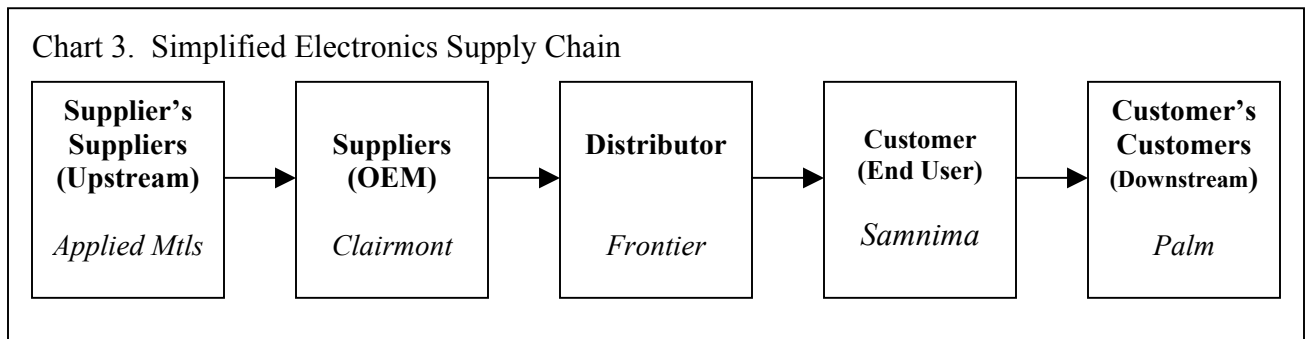 Chart 3.  Simplified Electronics Supply Chain
Supplier’s
Suppliers
(Upstream)
Applied Mtls
Suppliers
(OEM)
Clairmont
Distributor
Frontier
Customer
(End User)
Samnima
Customer’s
Customers
(Downstream)
Palm